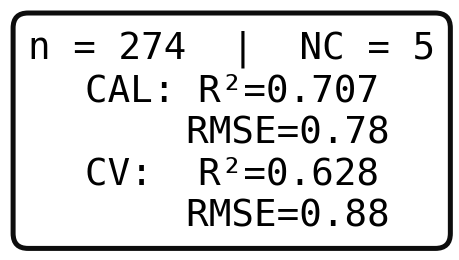 n = 274  |  NC = 5
CAL: R²=0.707
RMSE=0.78
CV:  R²=0.628
RMSE=0.88